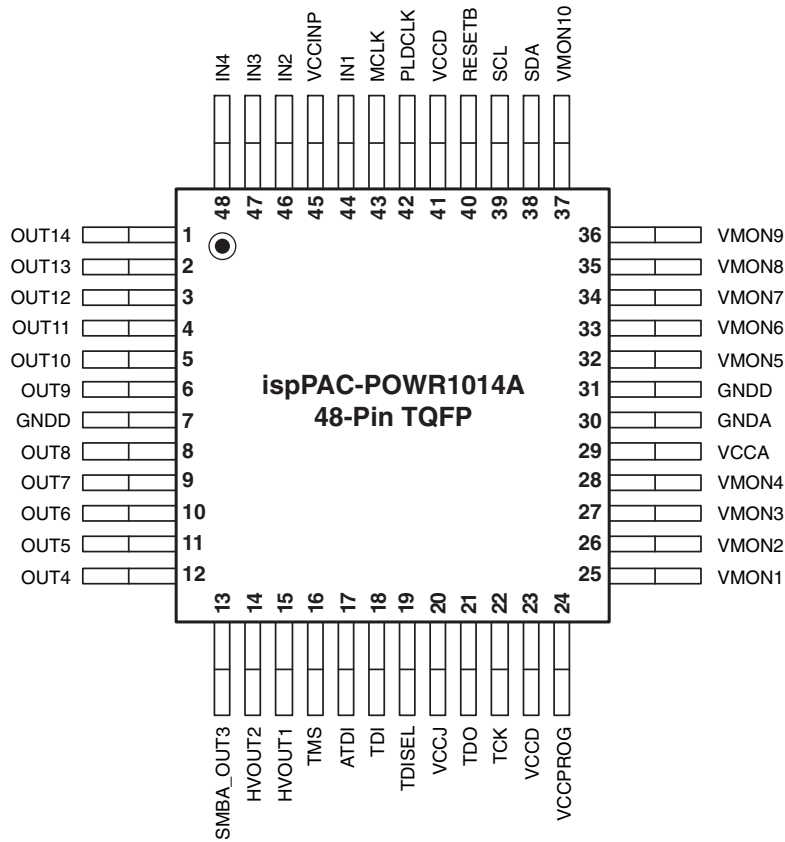 IN4
IN3
IN2
VCCINP
IN1
MCLK
PLDCLK
VCCD
RESETB
SCL
SDA
VMON10
48
47
46
45
44
43
42
41
40
39
38
37
OUT14 1
OUT13 2
OUT12 3
OUT11 4
OUT10 5
OUT9 6
GNDD 7
OUT8 8
OUT7 9
OUT6 10
OUT5 11
OUT4 12
ispPAC-POWR1014A
48-Pin TQFP
36 VMON9
35 VMON8
34 VMON7
33 VMON6
32 VMON5
31 GNDD
30 GNDA
29 VCCA
28 VMON4
27 VMON3
26 VMON2
25 VMON1
13
14
15
16
17
18
19
20
21
22
23
24
SMBA_OUT3
HVOUT2
HVOUT1
TMS
ATDI
TDI
TDISEL
VCCJ
TDO
TCK
VCCD
VCCPROG